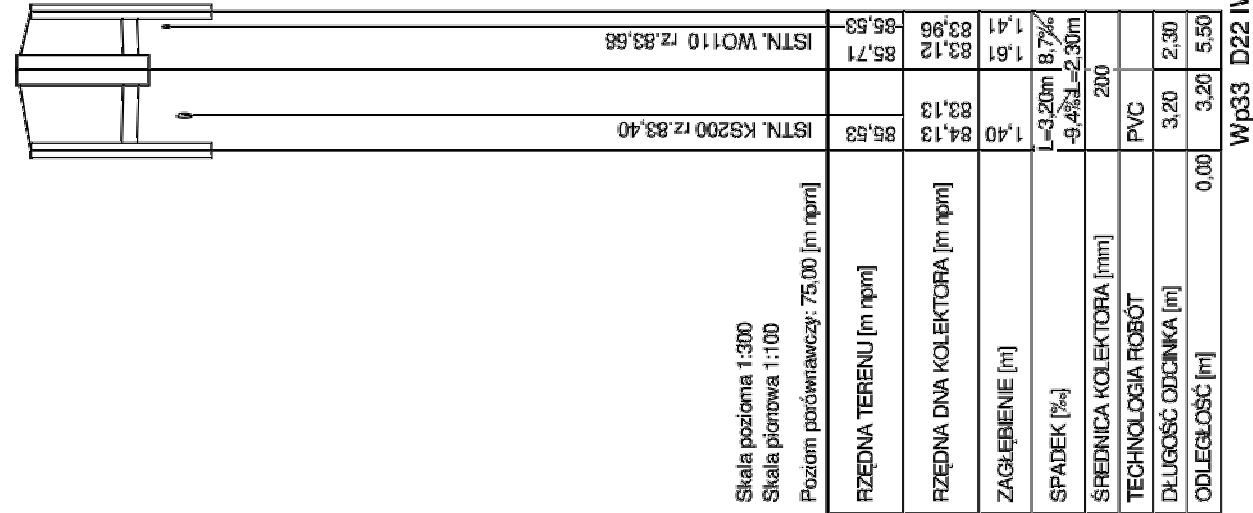 Skala pozioma 1:300
Skala pionowa 1:100
Poziom porównawczy: 75,00 [m npm]
ISTN. KS200 rz.83,40
ISTN. WO110 rz.83,68
RZĘDNA TERENU [m npm] 85,53 85,71 85,53
RZĘDNA DNA KOLEKTORA [m npm] 84,13 83,13 83,12 83,96
ZAGŁĘBIENIE [m] 1,40 1,61 1,41
SPADEK [‰] L=3,20m 8,7%
-9,4% L=2,30m
ŚREDNICA KOLEKTORA [mm] 200
TECHNOLOGIA ROBÓT PVC
DŁUGOŚĆ ODCINKA [m] 3,20 2,30
ODLEGŁOŚĆ [m] 0,00 3,20 5,50
Wp33 D22